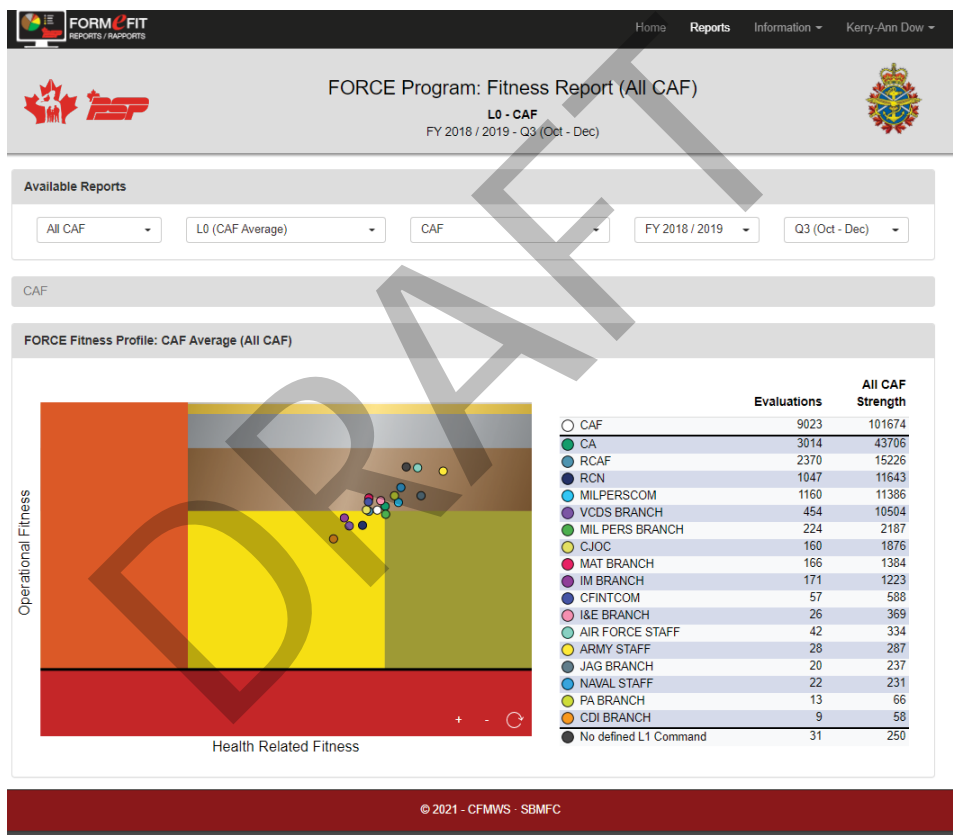 FORMeFIT
REPORTS / RAPPORTS
Home Reports Information Kerry-Ann Dow
PSP
FORCE Program: Fitness Report (All CAF)
L0 - CAF
FY 2018 / 2019 - Q3 (Oct - Dec)
Available Reports
All CAF L0 (CAF Average) CAF FY 2018 / 2019 Q3 (Oct - Dec)
CAF
FORCE Fitness Profile: CAF Average (All CAF)
DRAFT
Operational Fitness
Health Related Fitness
+ -
Evaluations All CAF Strength
CAF 9023 101674
CA 3014 43706
RCAF 2370 15226
RCN 1047 11643
MILPERSCOM 1160 11386
VCDS BRANCH 454 10504
MIL PERS BRANCH 224 2187
CJOC 160 1876
MAT BRANCH 166 1384
IM BRANCH 171 1223
CFINTCOM 57 588
I&E BRANCH 26 369
AIR FORCE STAFF 42 334
ARMY STAFF 28 287
JAG BRANCH 20 237
NAVAL STAFF 22 231
PA BRANCH 13 66
CDI BRANCH 9 58
No defined L1 Command 31 250
© 2021 - CFMWS - SBMFC